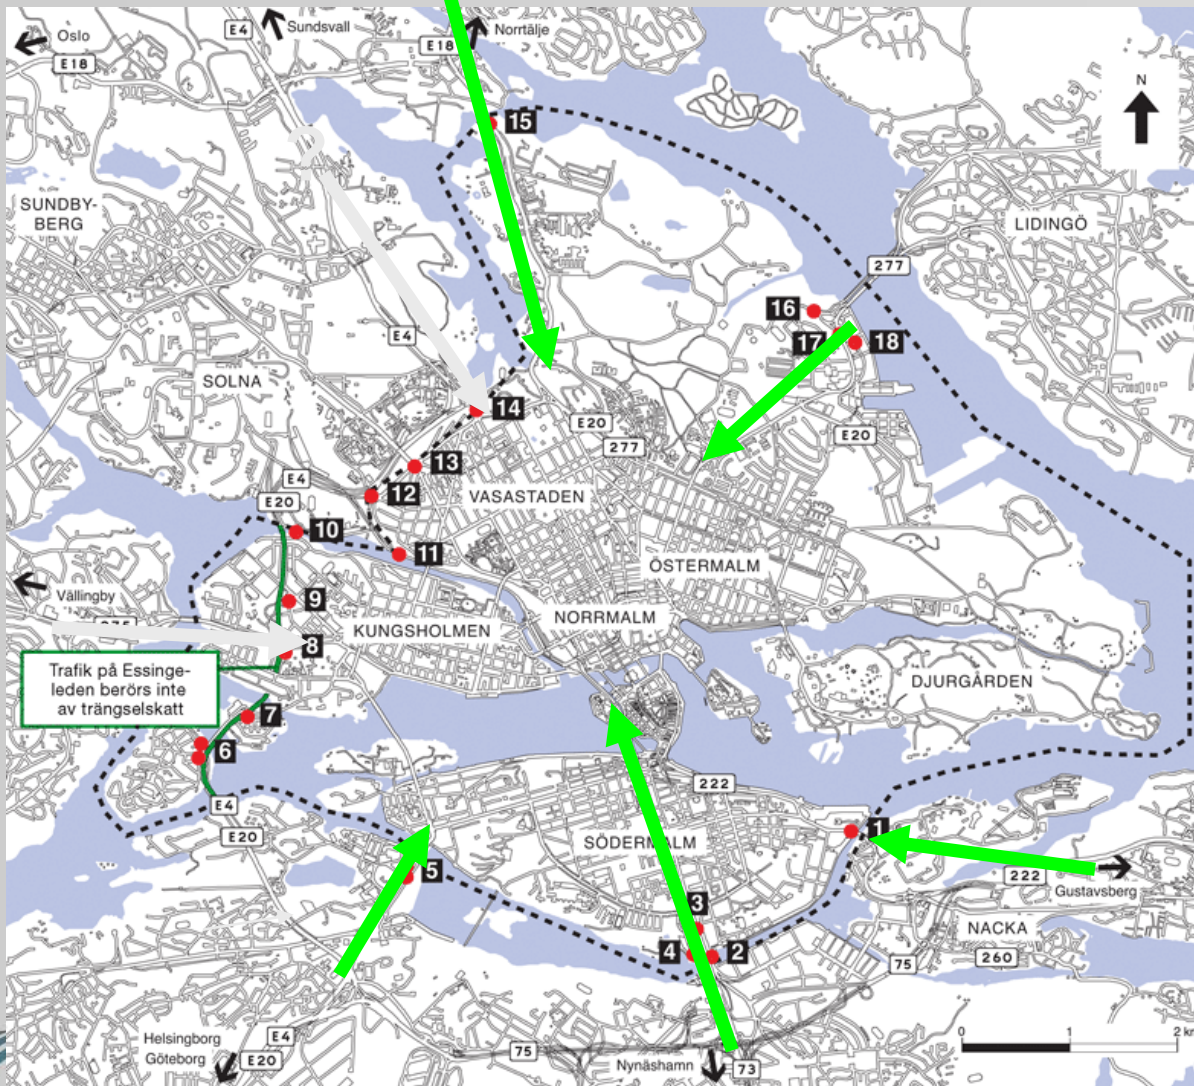 Oslo
E18
E4
Sundsvall
E18
Norrtälje
N
15
SUNDBY-
BERG
LIDINGÖ
277
16
17
18
E4
SOLNA
14
E20
277
E20
13
E4
E20
12
VASASTADEN
10
11
ÖSTERMALM
Vällingby
9
NORRMALM
KUNGSHOLMEN
8
Trafik på Essinge-
leden berörs inte
av trängselskatt
DJURGÅRDEN
7
6
E4
222
E20
1
SÖDERMALM
5
222
Gustavsberg
3
NACKA
4
2
260
75
0
1
2 km
Helsingborg
Göteborg
E4
E20
75
Nynäshamn
73